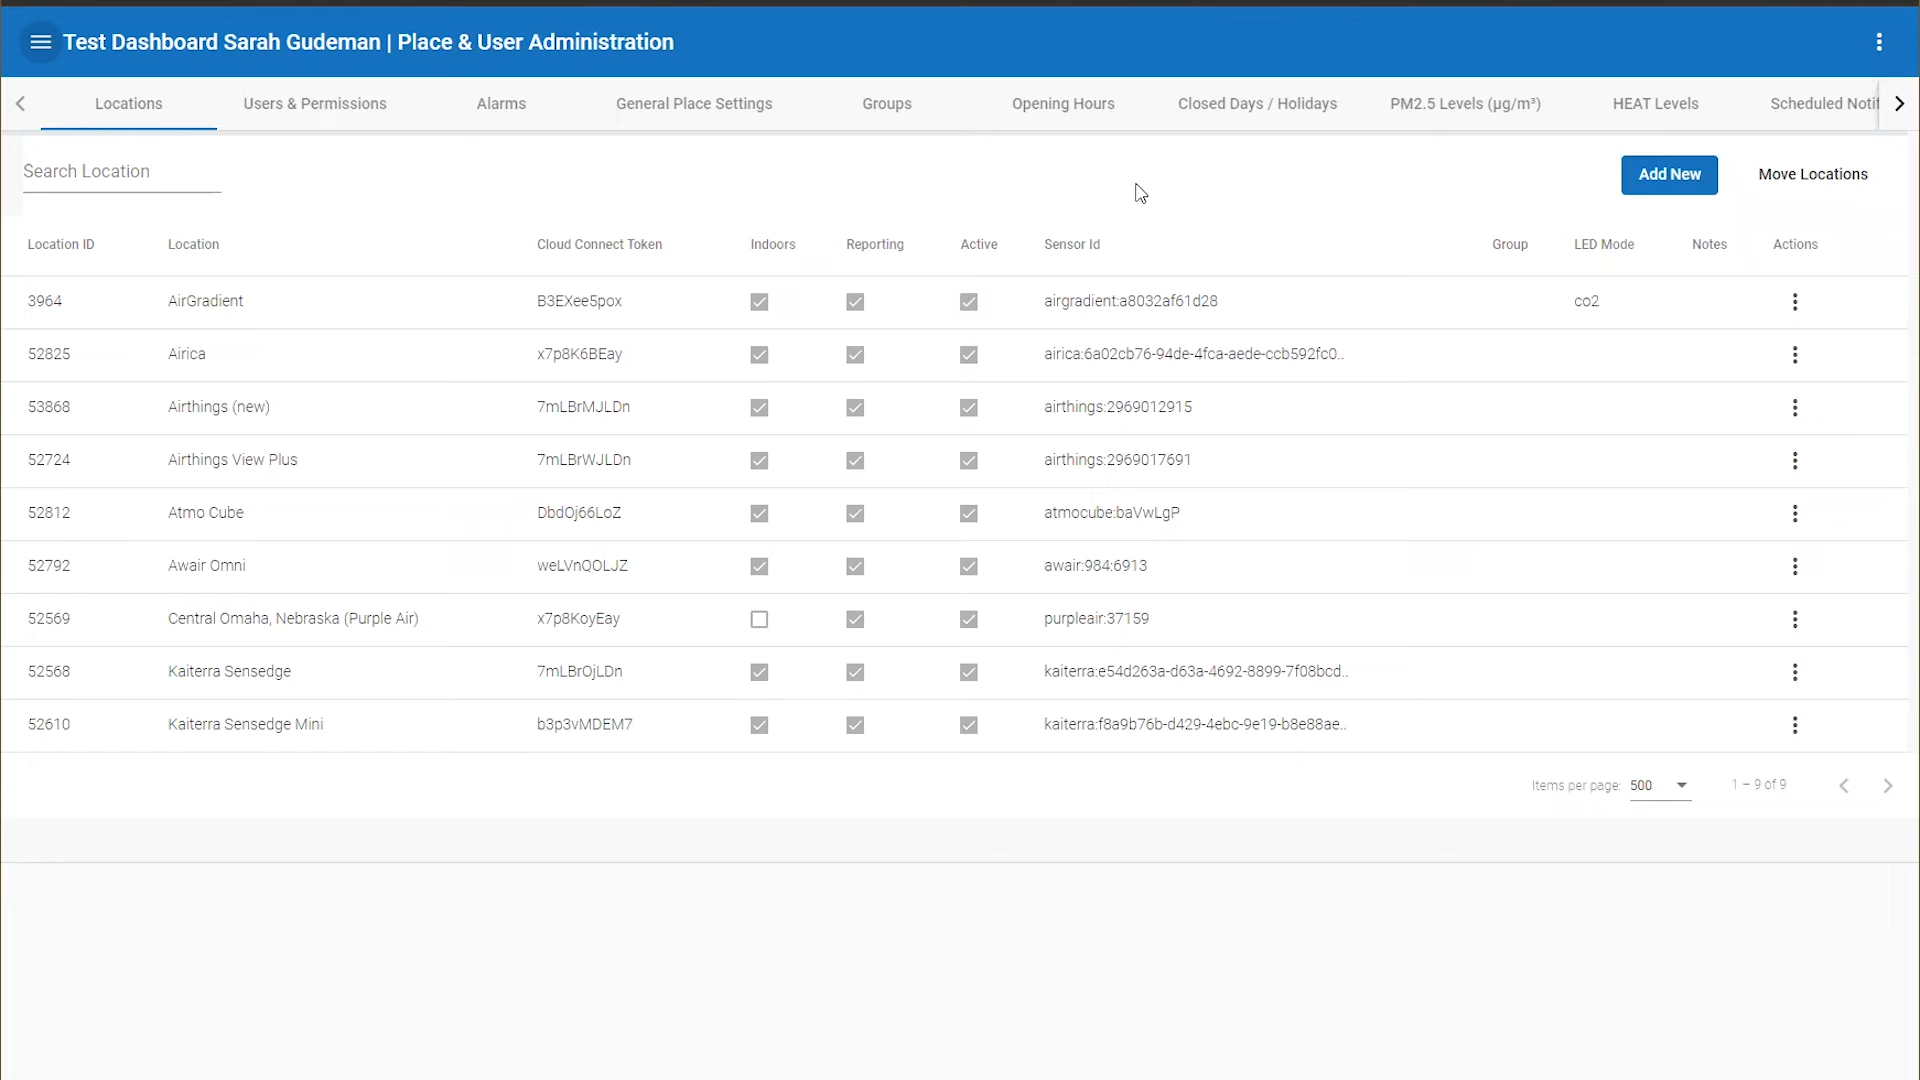 Test Dashboard Sarah Gudeman | Place & User Administration
Locations Users & Permissions Alarms General Place Settings Groups Opening Hours Closed Days / Holidays PM2.5 Levels (μg/m³) HEAT Levels Scheduled Notif
Search Location
Add New Move Locations
Location ID Location Cloud Connect Token Indoors Reporting Active Sensor Id Group LED Mode Notes Actions
3964 AirGradient B3EXee5pox airgradient:a8032af61d28 co2
52825 Airica x7p8K6BEay airica:6a02cb76-94de-4fca-aede-ccb592fc0..
53868 Airthings (new) 7mLBrMJLDn airthings:2969012915
52724 Airthings View Plus 7mLBrWJLDn airthings:2969017691
52812 Atmo Cube DbdOj66LoZ atmocube:baVwLgP
52792 Awair Omni weLVnQOLJZ awair:984:6913
52569 Central Omaha, Nebraska (Purple Air) x7p8KoyEay purpleair:37159
52568 Kaiterra Sensedge 7mLBrOjLDn kaiterra:e54d263a-d63a-4692-8899-7f08bcd..
52610 Kaiterra Sensedge Mini b3p3vMDEM7 kaiterra:f8a9b76b-d429-4ebc-9e19-b8e88ae..
Items per page: 500 1 – 9 of 9